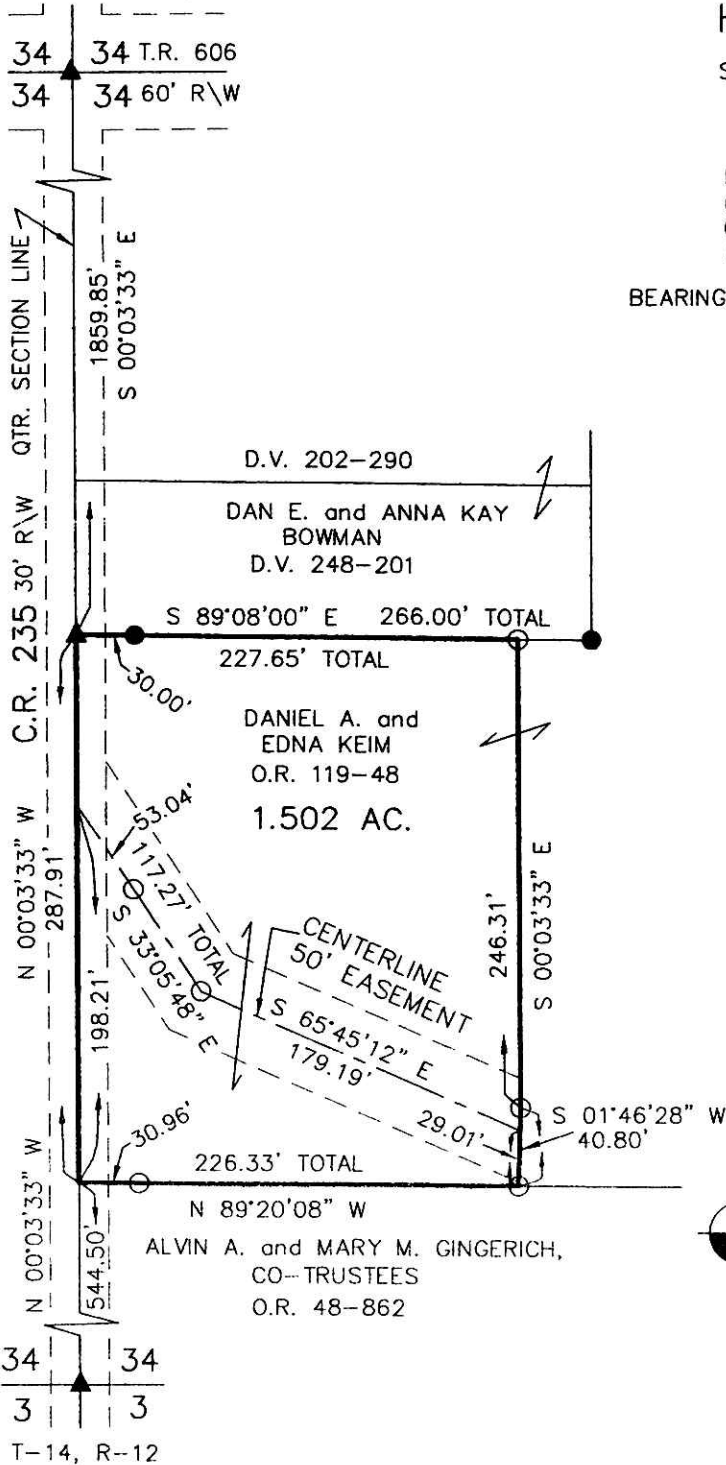 34 34 T.R. 606
34 34 60' R\W
QTR. SECTION LINE
1859.85'
S 00°03'33" E
BEARING
D.V. 202-290
DAN E. and ANNA KAY
BOWMAN
D.V. 248-201
C.R. 235 30' R\W
S 89°08'00" E 266.00' TOTAL
227.65' TOTAL
30.00'
DANIEL A. and
EDNA KEIM
O.R. 119-48
1.502 AC.
N 00°03'33" W
287.91'
53.04'
117.27' TOTAL
S 33°05'48" E
CENTERLINE
50' EASEMENT
246.31'
S 00°03'33" E
S 65°45'12" E
179.19'
198.21'
29.01'
S 01°46'28" W
40.80'
30.96'
226.33' TOTAL
N 89°20'08" W
N 00°03'33" W
544.50'
ALVIN A. and MARY M. GINGERICH,
CO--TRUSTEES
O.R. 48-862
34 34
3 3
T-14, R--12